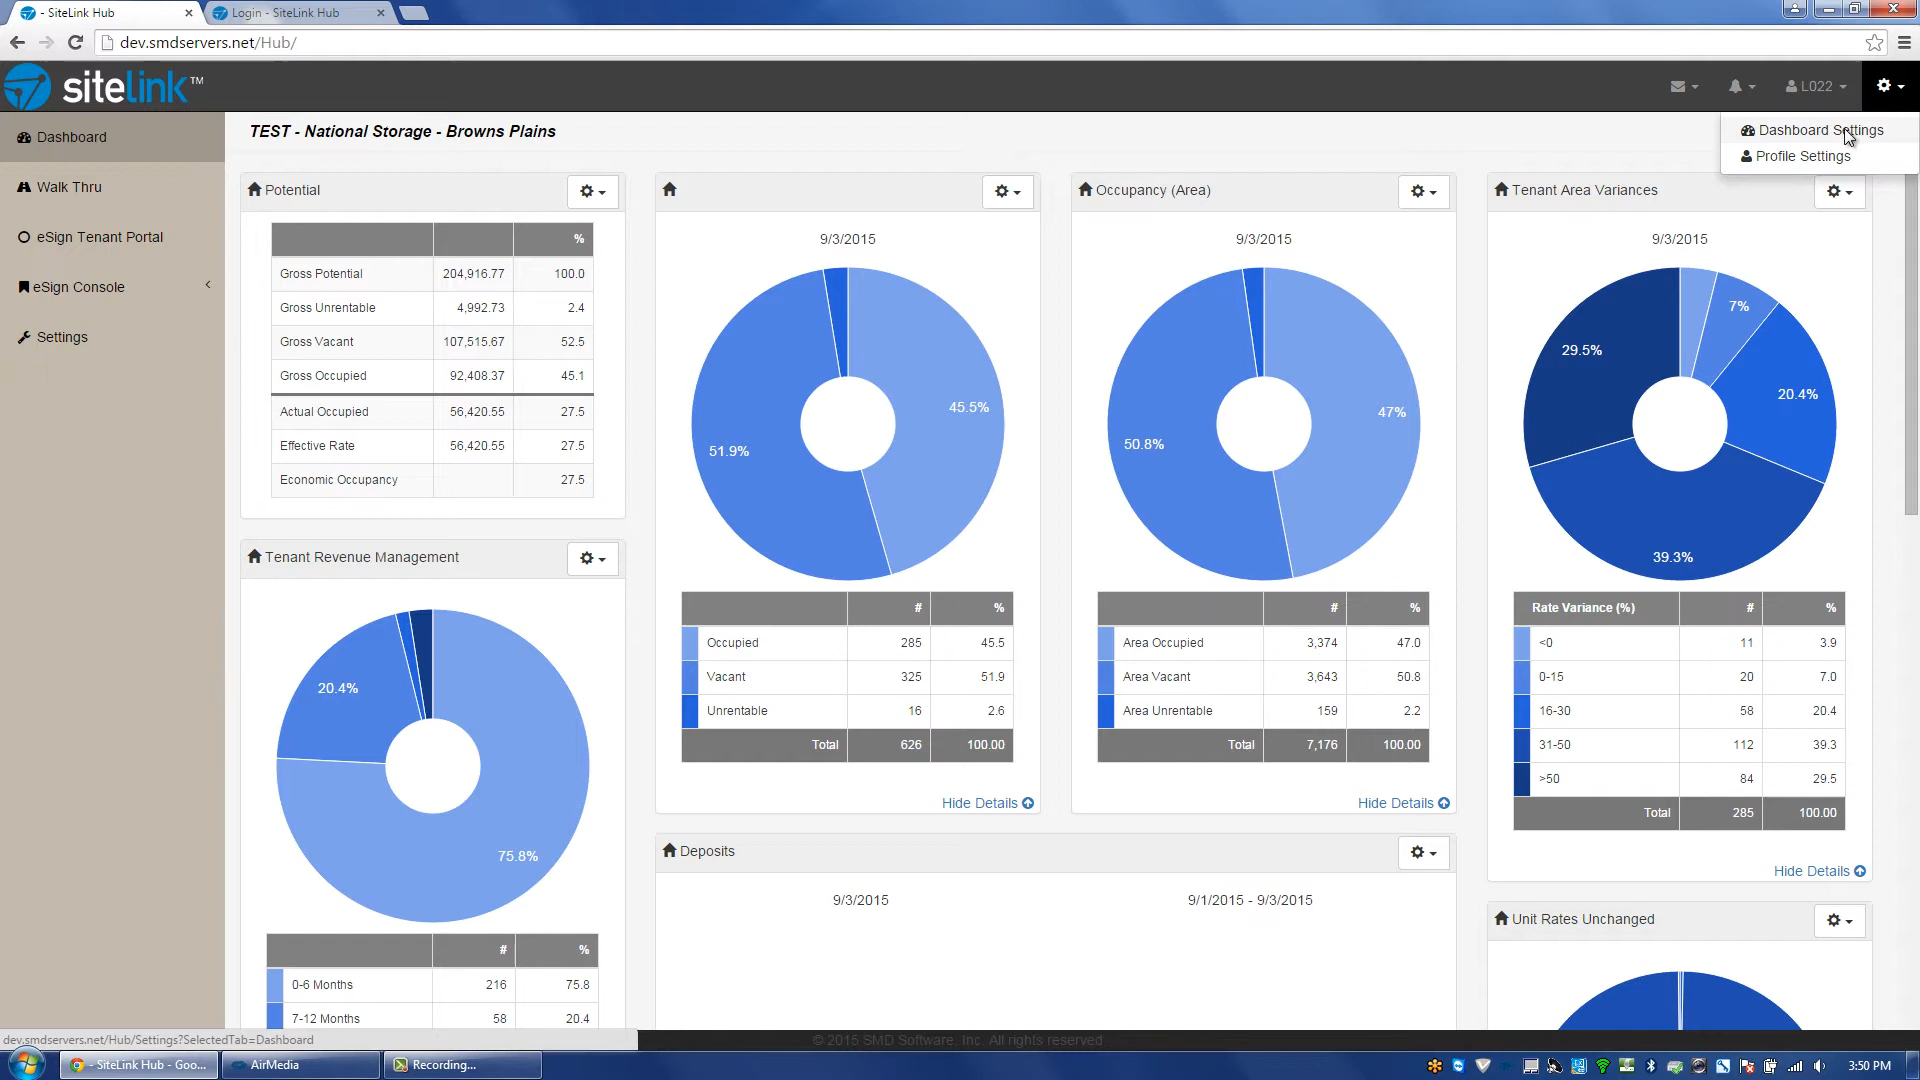 - SiteLink Hub
Login - SiteLink Hub
dev.smdservers.net/Hub/
sitelink™
L022
Dashboard Settings
Profile Settings
Dashboard
Walk Thru
eSign Tenant Portal
eSign Console
Settings
TEST - National Storage - Browns Plains
Potential
%
Gross Potential 204,916.77 100.0
Gross Unrentable 4,992.73 2.4
Gross Vacant 107,515.67 52.5
Gross Occupied 92,408.37 45.1
Actual Occupied 56,420.55 27.5
Effective Rate 56,420.55 27.5
Economic Occupancy 27.5
Tenant Revenue Management
20.4%
75.8%
# %
0-6 Months 216 75.8
7-12 Months 58 20.4
9/3/2015
45.5%
51.9%
# %
Occupied 285 45.5
Vacant 325 51.9
Unrentable 16 2.6
Total 626 100.00
Hide Details
Occupancy (Area)
9/3/2015
47%
50.8%
# %
Area Occupied 3,374 47.0
Area Vacant 3,643 50.8
Area Unrentable 159 2.2
Total 7,176 100.00
Hide Details
Deposits
9/3/2015 9/1/2015 - 9/3/2015
Tenant Area Variances
9/3/2015
7%
29.5%
20.4%
39.3%
Rate Variance (%) # %
<0 11 3.9
0-15 20 7.0
16-30 58 20.4
31-50 112 39.3
>50 84 29.5
Total 285 100.00
Hide Details
Unit Rates Unchanged
dev.smdservers.net/Hub/Settings?SelectedTab=Dashboard
© 2015 SMD Software, Inc. All rights reserved
- SiteLink Hub - Goo...
AirMedia
Recording...
3:50 PM